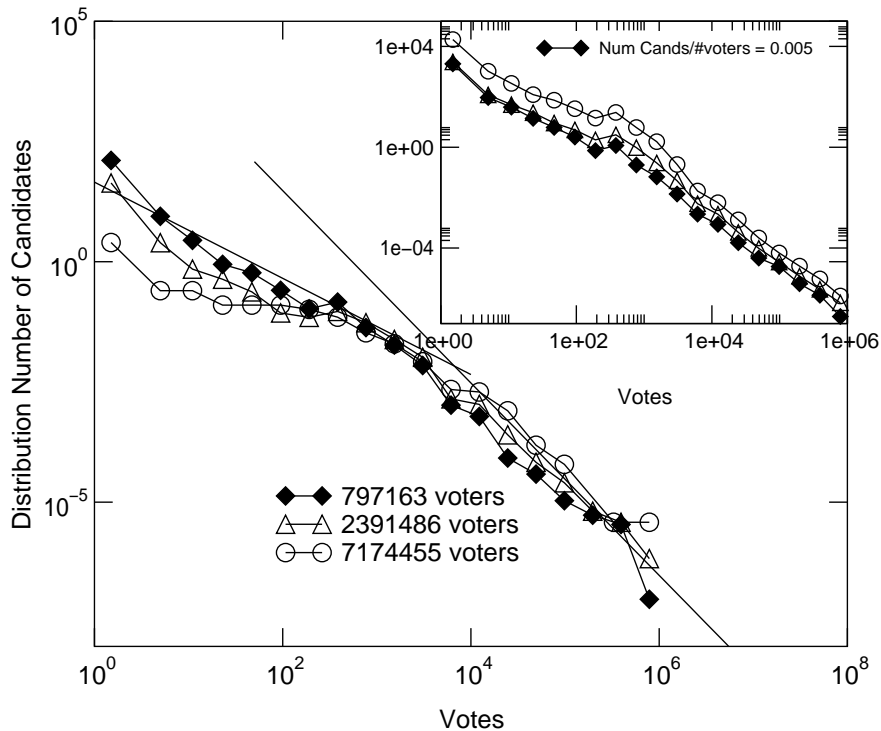 10^5
10^0
10^-5
Distribution Number of Candidates
10^0 10^2 10^4 10^6 10^8
Votes
797163 voters
2391486 voters
7174455 voters
Num Cands/#voters = 0.005
1e+04
1e+00
1e−04
1e+00 1e+02 1e+04 1e+06
Votes